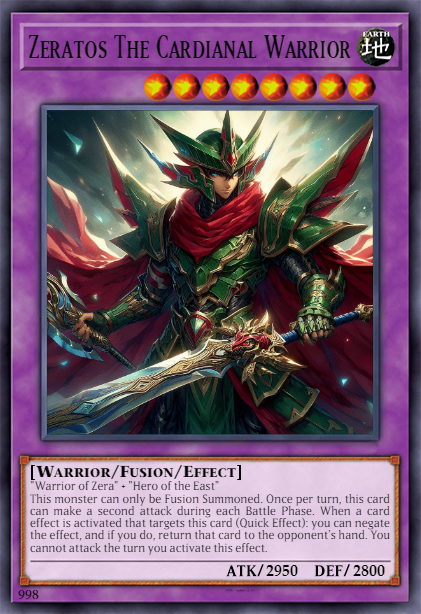 Zeratos The Cardianal Warrior
EARTH
地
[Warrior/Fusion/Effect]
"Warrior of Zera" + "Hero of the East"
This monster can only be Fusion Summoned. Once per turn, this card
can make a second attack during each Battle Phase. When a card
effect is activated that targets this card (Quick Effect): you can negate
the effect, and if you do, return that card to the opponent's hand. You
cannot attack the turn you activate this effect.
ATK/2950 DEF/2800
998